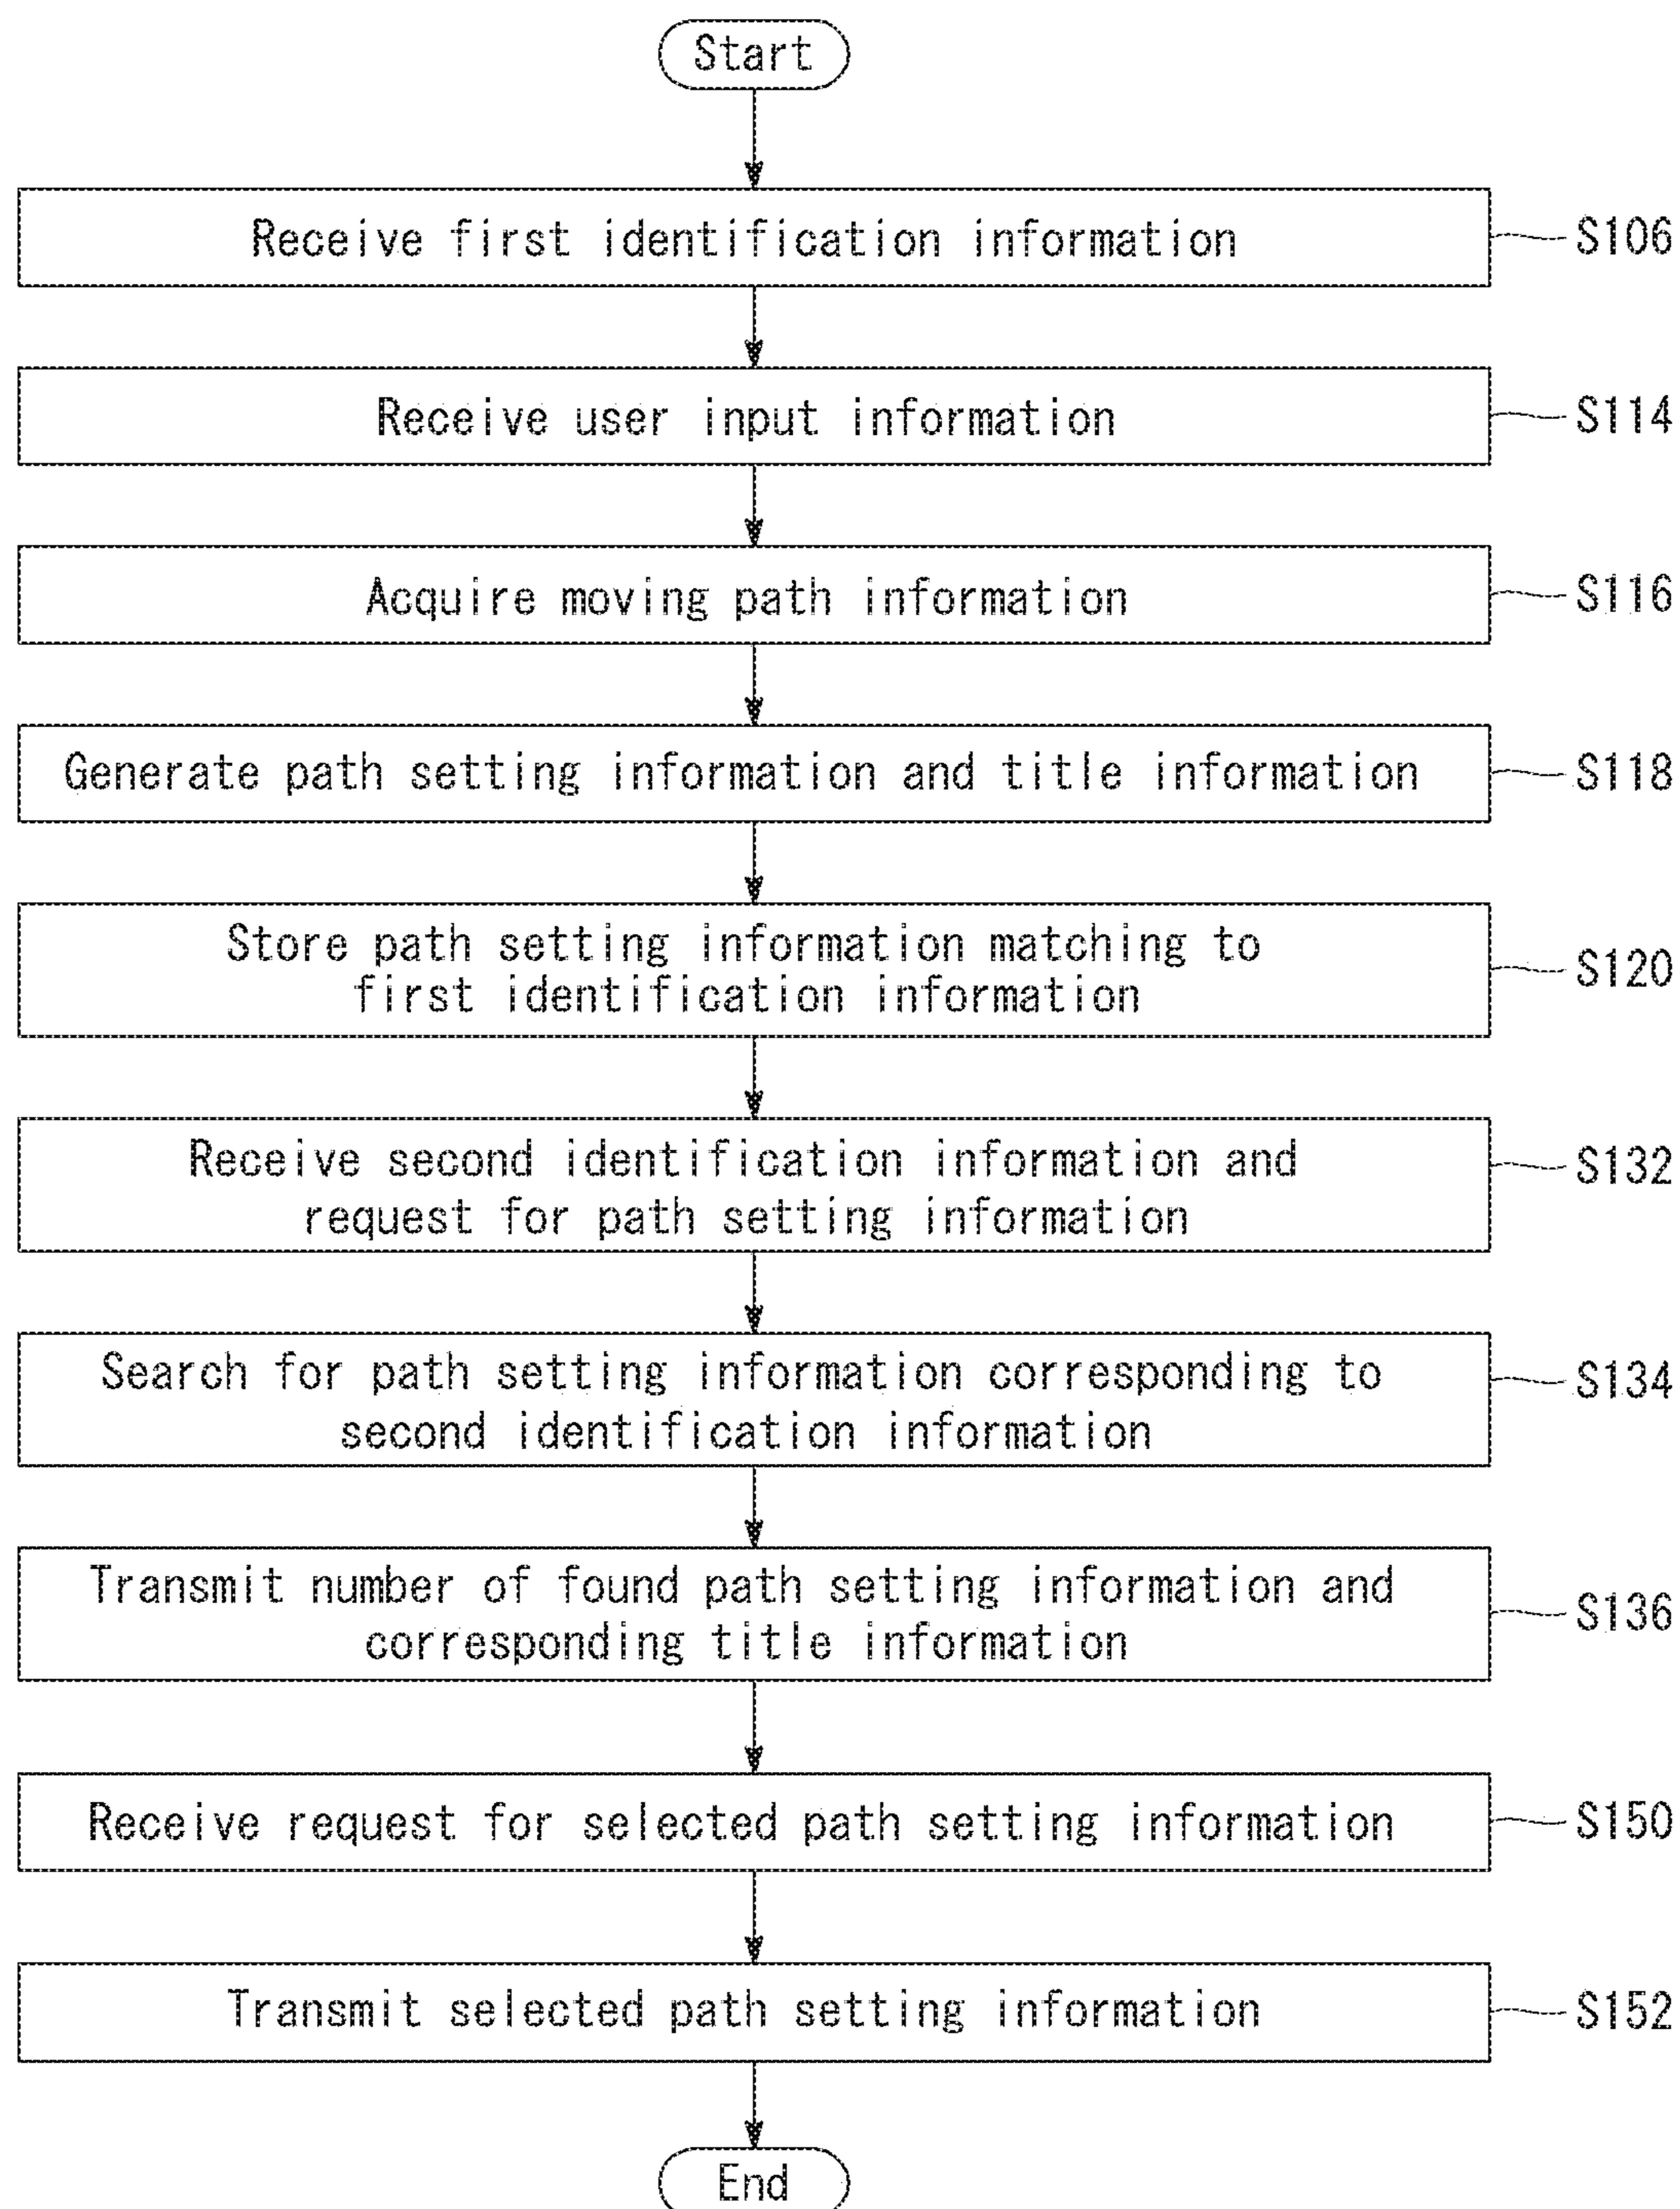 Start
Receive first identification information
S106
Receive user input information
S114
Acquire moving path information
S116
Generate path setting information and title information
S118
Store path setting information matching to
first identification information
S120
Receive second identification information and
request for path setting information
S132
Search for path setting information corresponding to
second identification information
S134
Transmit number of found path setting information and
corresponding title information
S136
Receive request for selected path setting information
S150
Transmit selected path setting information
S152
End